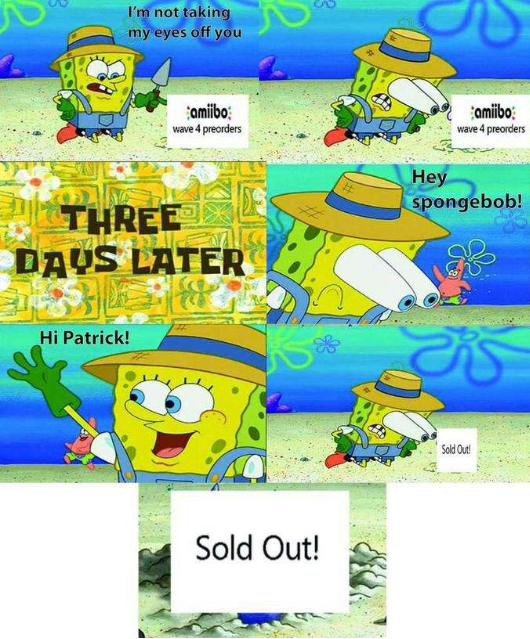 I'm not taking
my eyes off you
amiibo
wave 4 preorders
amiibo
wave 4 preorders
THREE
DAYS LATER
Hey
spongebob!
Hi Patrick!
Sold Out!
Sold Out!